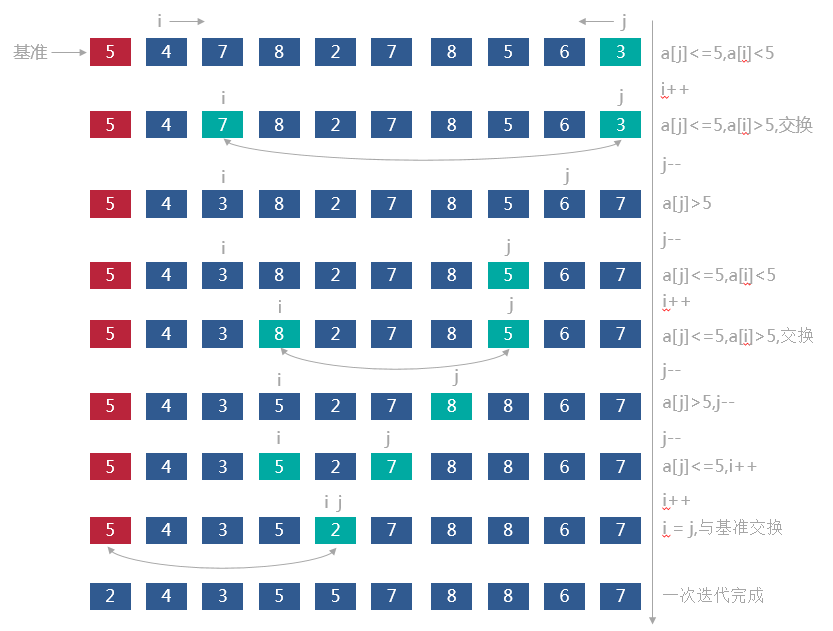 i j
基准 5 4 7 8 2 7 8 5 6 3 a[j]<=5,a[i]<5
i++
i j
5 4 7 8 2 7 8 5 6 3 a[j]<=5,a[i]>5,交换
j--
i j
5 4 3 8 2 7 8 5 6 7 a[j]>5
j--
i j
5 4 3 8 2 7 8 5 6 7 a[j]<=5,a[i]<5
i++
i j
5 4 3 8 2 7 8 5 6 7 a[j]<=5,a[i]>5,交换
j--
i j
5 4 3 5 2 7 8 8 6 7 a[j]>5,j--
j--
i j
5 4 3 5 2 7 8 8 6 7 a[j]<=5,i++
i++
i j
5 4 3 5 2 7 8 8 6 7 i = j,与基准交换
2 4 3 5 5 7 8 8 6 7 一次迭代完成